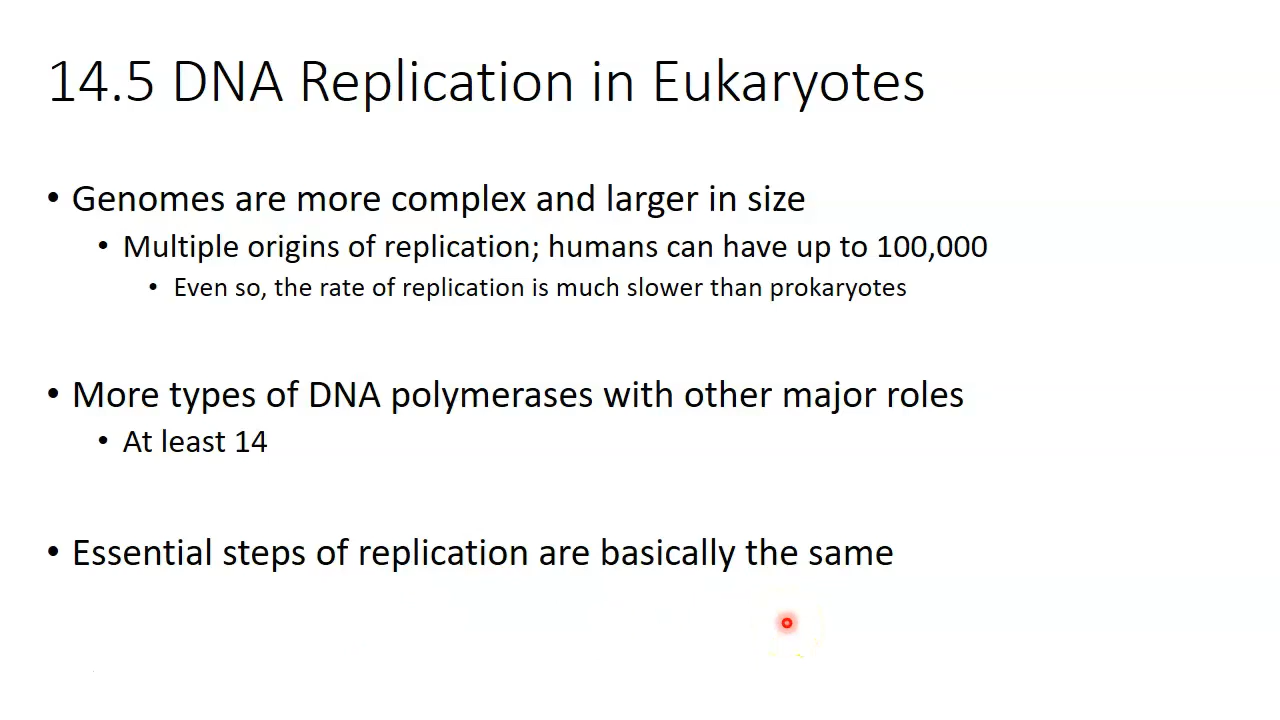 14.5 DNA Replication in Eukaryotes
• Genomes are more complex and larger in size
• Multiple origins of replication; humans can have up to 100,000
• Even so, the rate of replication is much slower than prokaryotes
• More types of DNA polymerases with other major roles
• At least 14
• Essential steps of replication are basically the same